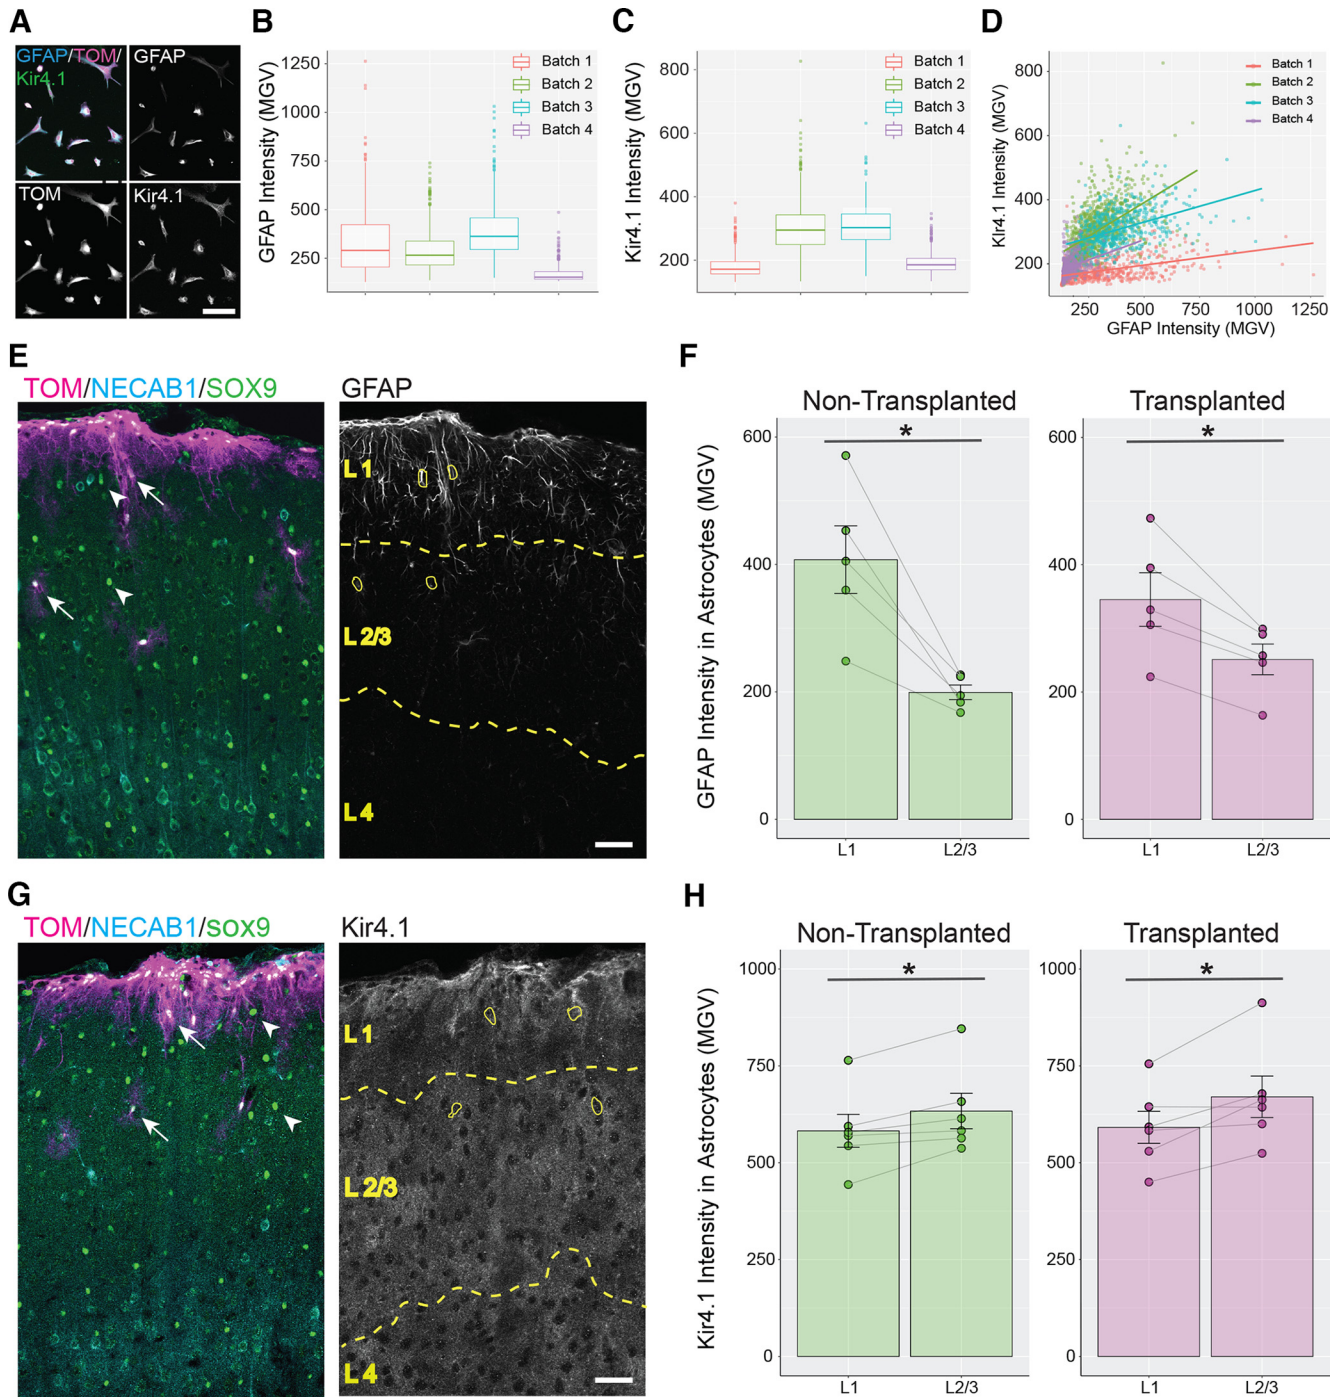 A
GFAP/TOM/
Kir4.1
GFAP
TOM
Kir4.1
B
GFAP Intensity (MGV)
1250
1000
750
500
250
Batch 1
Batch 2
Batch 3
Batch 4
C
Kir4.1 Intensity (MGV)
800
600
400
200
Batch 1
Batch 2
Batch 3
Batch 4
D
KIr4.1 Intensity (MGV)
800
600
400
200
Batch 1
Batch 2
Batch 3
Batch 4
250 500 750 1000 1250
GFAP Intensity (MGV)
E
TOM/NECAB1/SOX9
GFAP
L 1
L 2/3
L 4
F
GFAP Intensity in Astrocytes (MGV)
Non-Transplanted
*
600
400
200
0
L1 L2/3
Transplanted
*
600
400
200
0
L1 L2/3
G
TOM/NECAB1/sox9
Kir4.1
L 1
L 2/3
L 4
H
Kir4.1 Intensity in Astrocytes (MGV)
Non-Transplanted
*
1000
750
500
250
0
L1 L2/3
Transplanted
*
1000
750
500
250
0
L1 L2/3